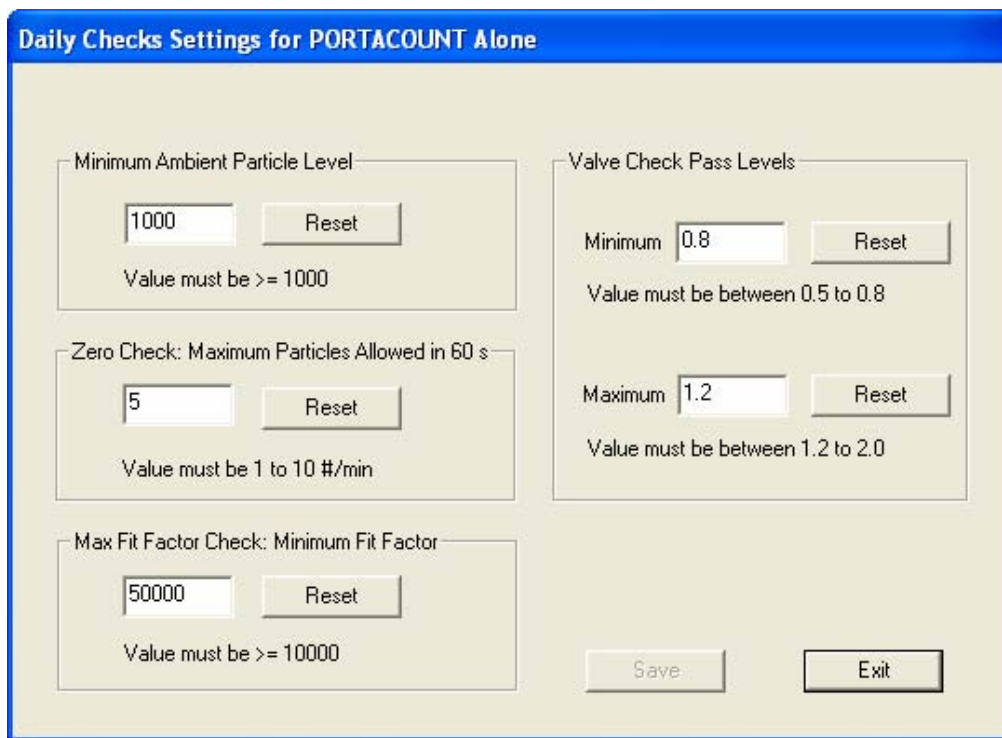 Daily Checks Settings for PORTACOUNT Alone
Minimum Ambient Particle Level
1000 Reset
Value must be >= 1000
Zero Check: Maximum Particles Allowed in 60 s
5 Reset
Value must be 1 to 10 #/min
Max Fit Factor Check: Minimum Fit Factor
50000 Reset
Value must be >= 10000
Valve Check Pass Levels
Minimum 0.8 Reset
Value must be between 0.5 to 0.8
Maximum 1.2 Reset
Value must be between 1.2 to 2.0
Save Exit